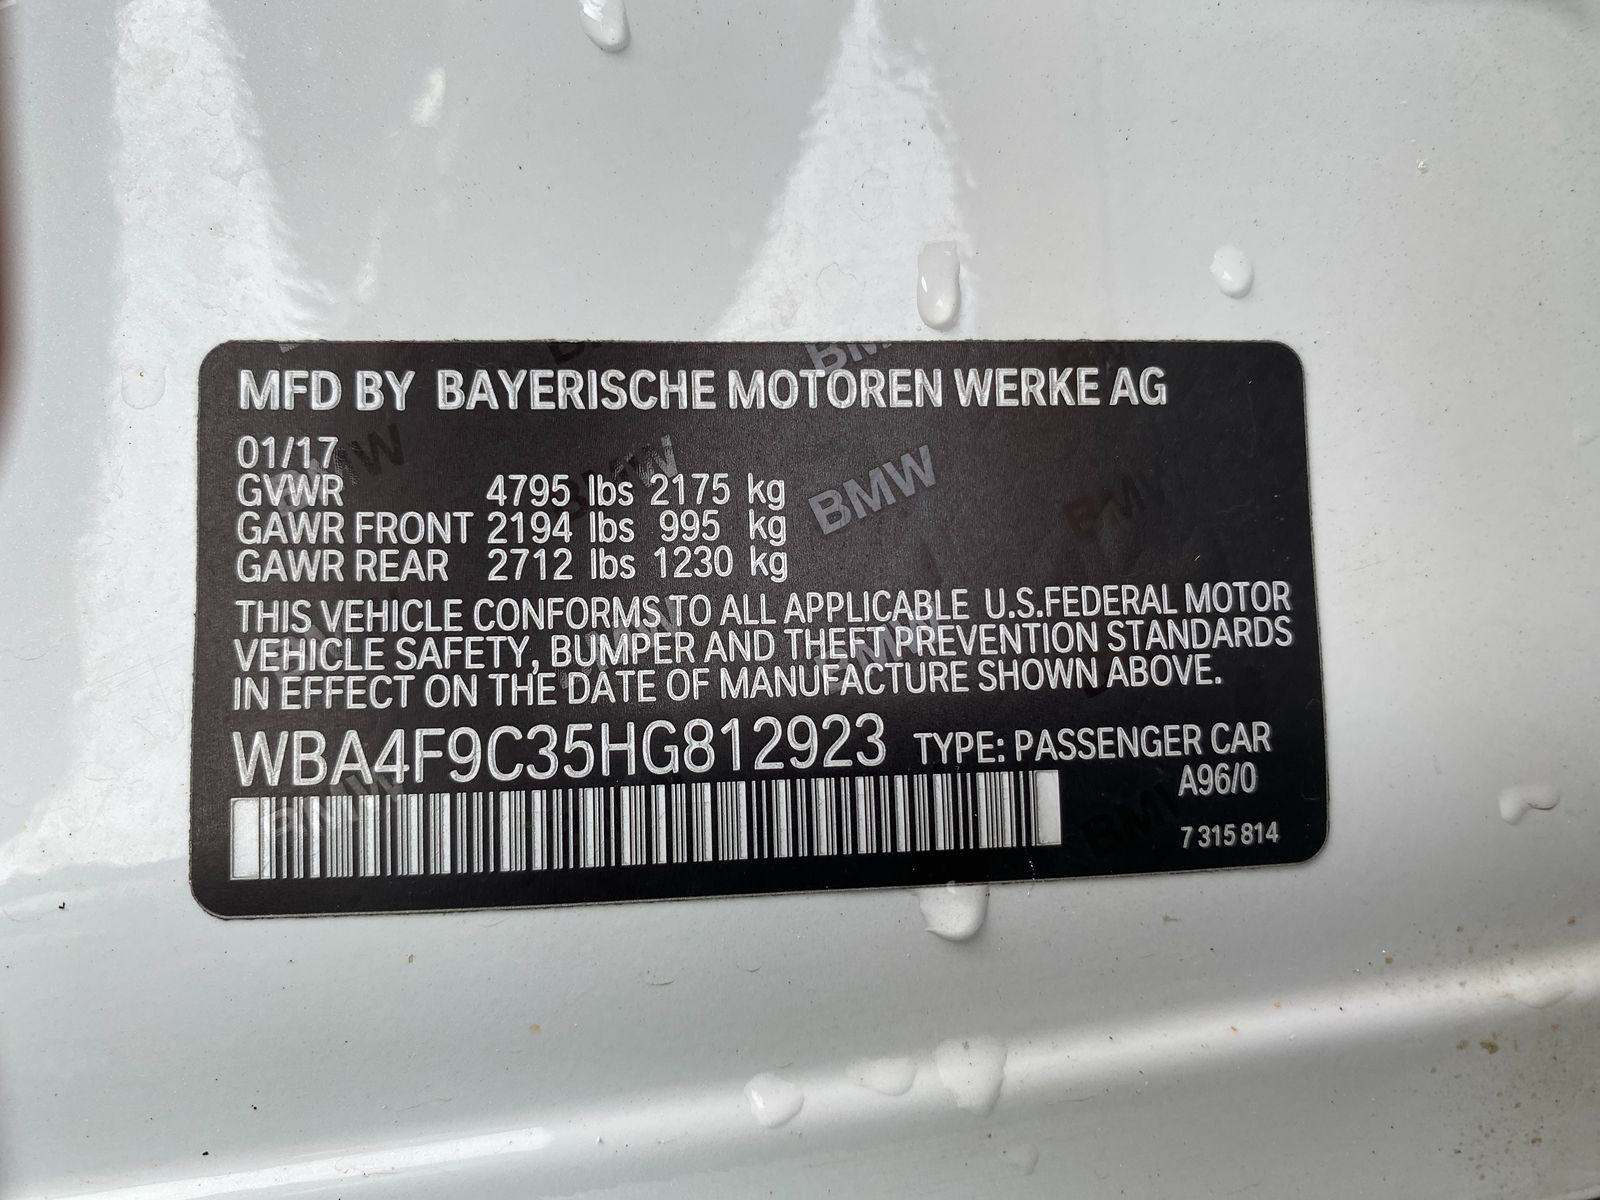 MFD BY BAYERISCHE MOTOREN WERKE AG
01/17
GVWR 4795 lbs 2175 kg
GAWR FRONT 2194 lbs 995 kg
GAWR REAR 2712 lbs 1230 kg
THIS VEHICLE CONFORMS TO ALL APPLICABLE U.S.FEDERAL MOTOR
VEHICLE SAFETY, BUMPER AND THEFT PREVENTION STANDARDS
IN EFFECT ON THE DATE OF MANUFACTURE SHOWN ABOVE.
WBA4F9C35HG812923 TYPE: PASSENGER CAR
A96/0
7 315 814
BMW